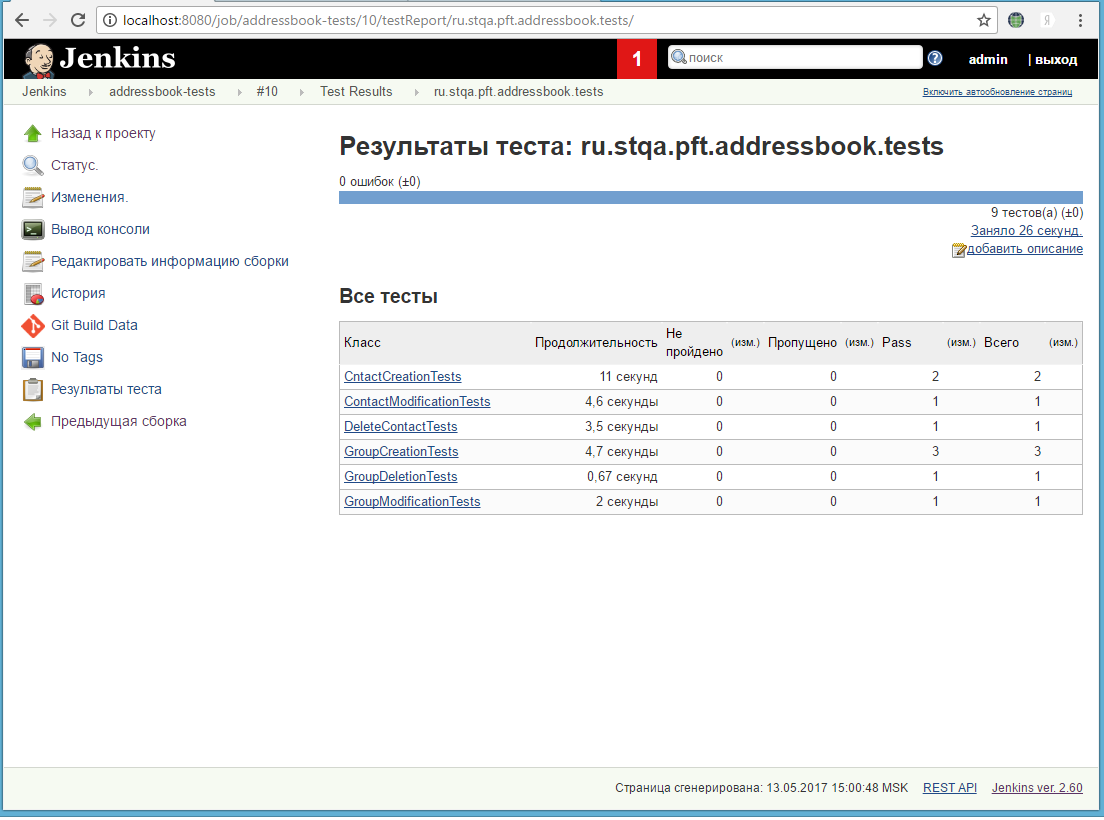 localhost:8080/job/addressbook-tests/10/testReport/ru.stqa.pft.addressbook.tests/
Я
Jenkins
1
поиск
?
admin
| выход
Jenkins
addressbook-tests
#10
Test Results
ru.stqa.pft.addressbook.tests
Включить автообновление страниц
Назад к проекту
Статус.
Изменения.
Вывод консоли
Редактировать информацию сборки
История
Git Build Data
No Tags
Результаты теста
Предыдущая сборка
Результаты теста: ru.stqa.pft.addressbook.tests
0 ошибок (±0)
9 тестов(а) (±0)
Заняло 26 секунд.
добавить описание
Все тесты
Класс Продолжительность Не пройдено (изм.) Пропущено (изм.) Pass (изм.) Всего (изм.)
CntactCreationTests 11 секунд 0 0 2 2
ContactModificationTests 4,6 секунды 0 0 1 1
DeleteContactTests 3,5 секунды 0 0 1 1
GroupCreationTests 4,7 секунды 0 0 3 3
GroupDeletionTests 0,67 секунд 0 0 1 1
GroupModificationTests 2 секунды 0 0 1 1
Страница сгенерирована: 13.05.2017 15:00:48 MSK REST API Jenkins ver. 2.60